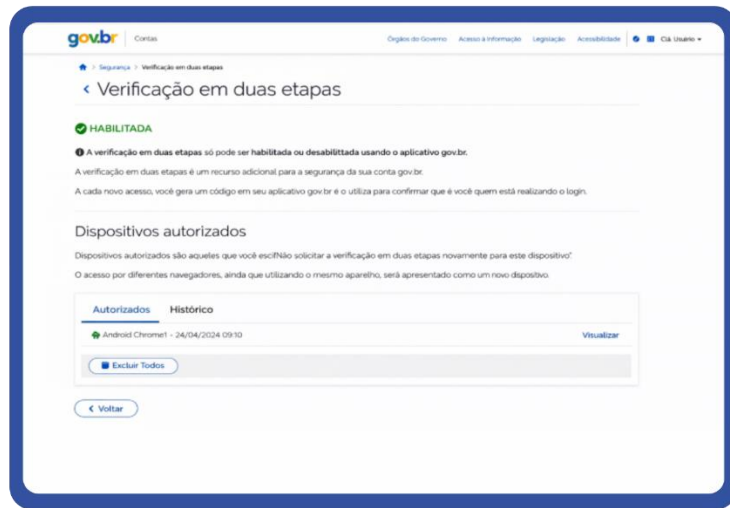 gov.br Contas Órgãos do Governo Acesso à Informação Legislação Acessibilidade Olá, Usuário
Segurança > Verificação em duas etapas
Verificação em duas etapas
HABILITADA
A verificação em duas etapas só pode ser habilitada ou desabilittada usando o aplicativo gov.br.
A verificação em duas etapas é um recurso adicional para a segurança da sua conta gov.br.
A cada novo acesso, você gera um código em seu aplicativo gov.br e o utiliza para confirmar que é você quem está realizando o login.
Dispositivos autorizados
Dispositivos autorizados são aqueles que você escifNão solicitar a verificação em duas etapas novamente para este dispositivo".
O acesso por diferentes navegadores, ainda que utilizando o mesmo aparelho, será apresentado como um novo dispositivo.
Autorizados Histórico
Android Chrome1 - 24/04/2024 09:10 Visualizar
Excluir Todos
Voltar